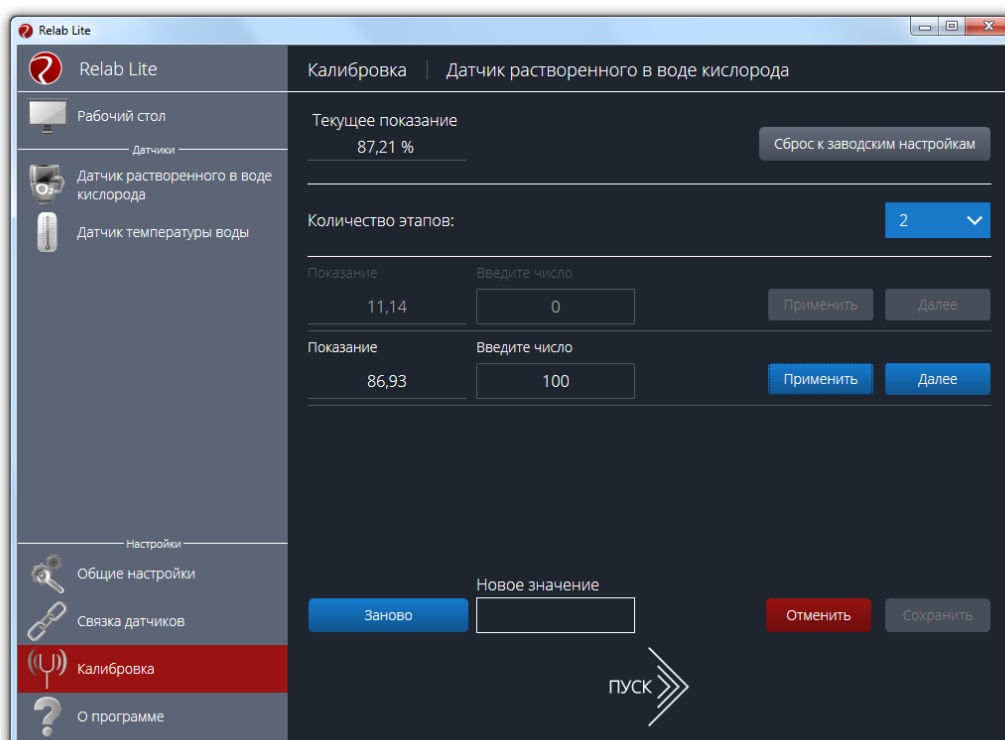 Relab Lite
Relab Lite
Рабочий стол
Датчики
Датчик растворенного в воде
кислорода
Датчик температуры воды
Настройки
Общие настройки
Связка датчиков
Калибровка
О программе
Калибровка | Датчик растворенного в воде кислорода
Текущее показание
87,21 %
Сброс к заводским настройкам
Количество этапов:
2
Показание Введите число
11,14 0 Применить Далее
Показание Введите число
86,93 100 Применить Далее
Новое значение
Заново Отменить Сохранить
ПУСК